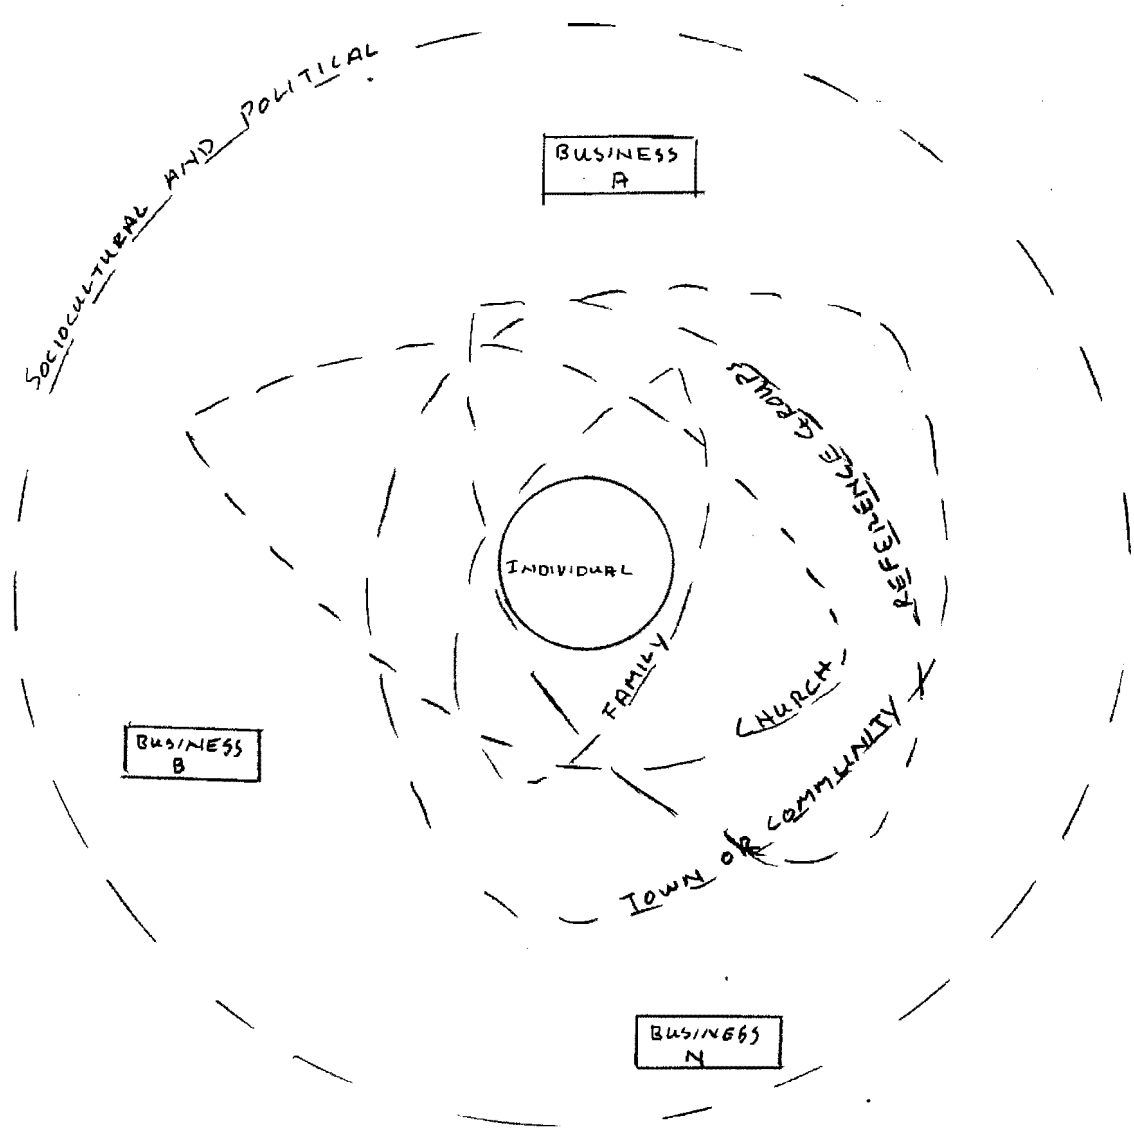 SOCIOCULTURAL AND POLITICAL
BUSINESS
A
REFERENCE GROUPS
INDIVIDUAL
FAMILY
CHURCH
TOWN OR COMMUNITY
BUSINESS
B
BUSINESS
N